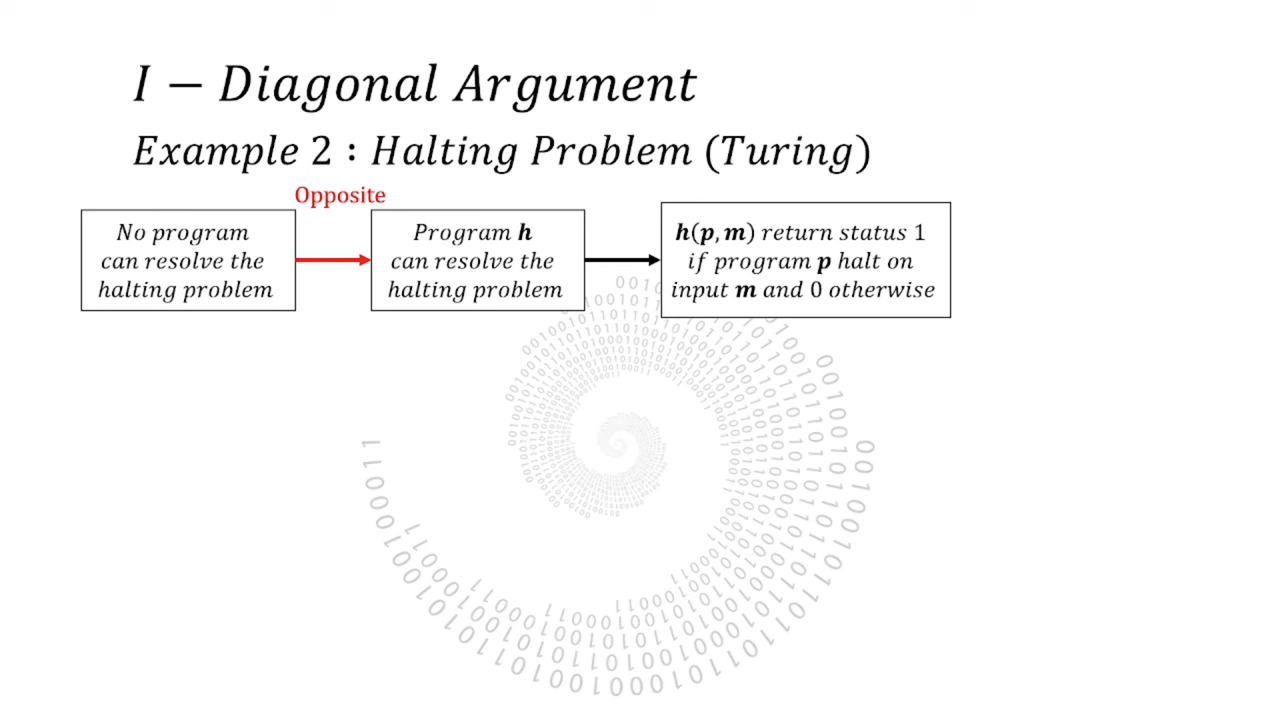 I − Diagonal Argument
Example 2 : Halting Problem (Turing)
Opposite
No program
can resolve the
halting problem
Program h
can resolve the
halting problem
h(p, m) return status 1
if program p halt on
input m and 0 otherwise